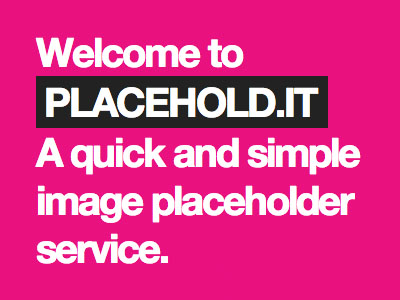 Welcome to
PLACEHOLD.IT
A quick and simple
image placeholder
service.